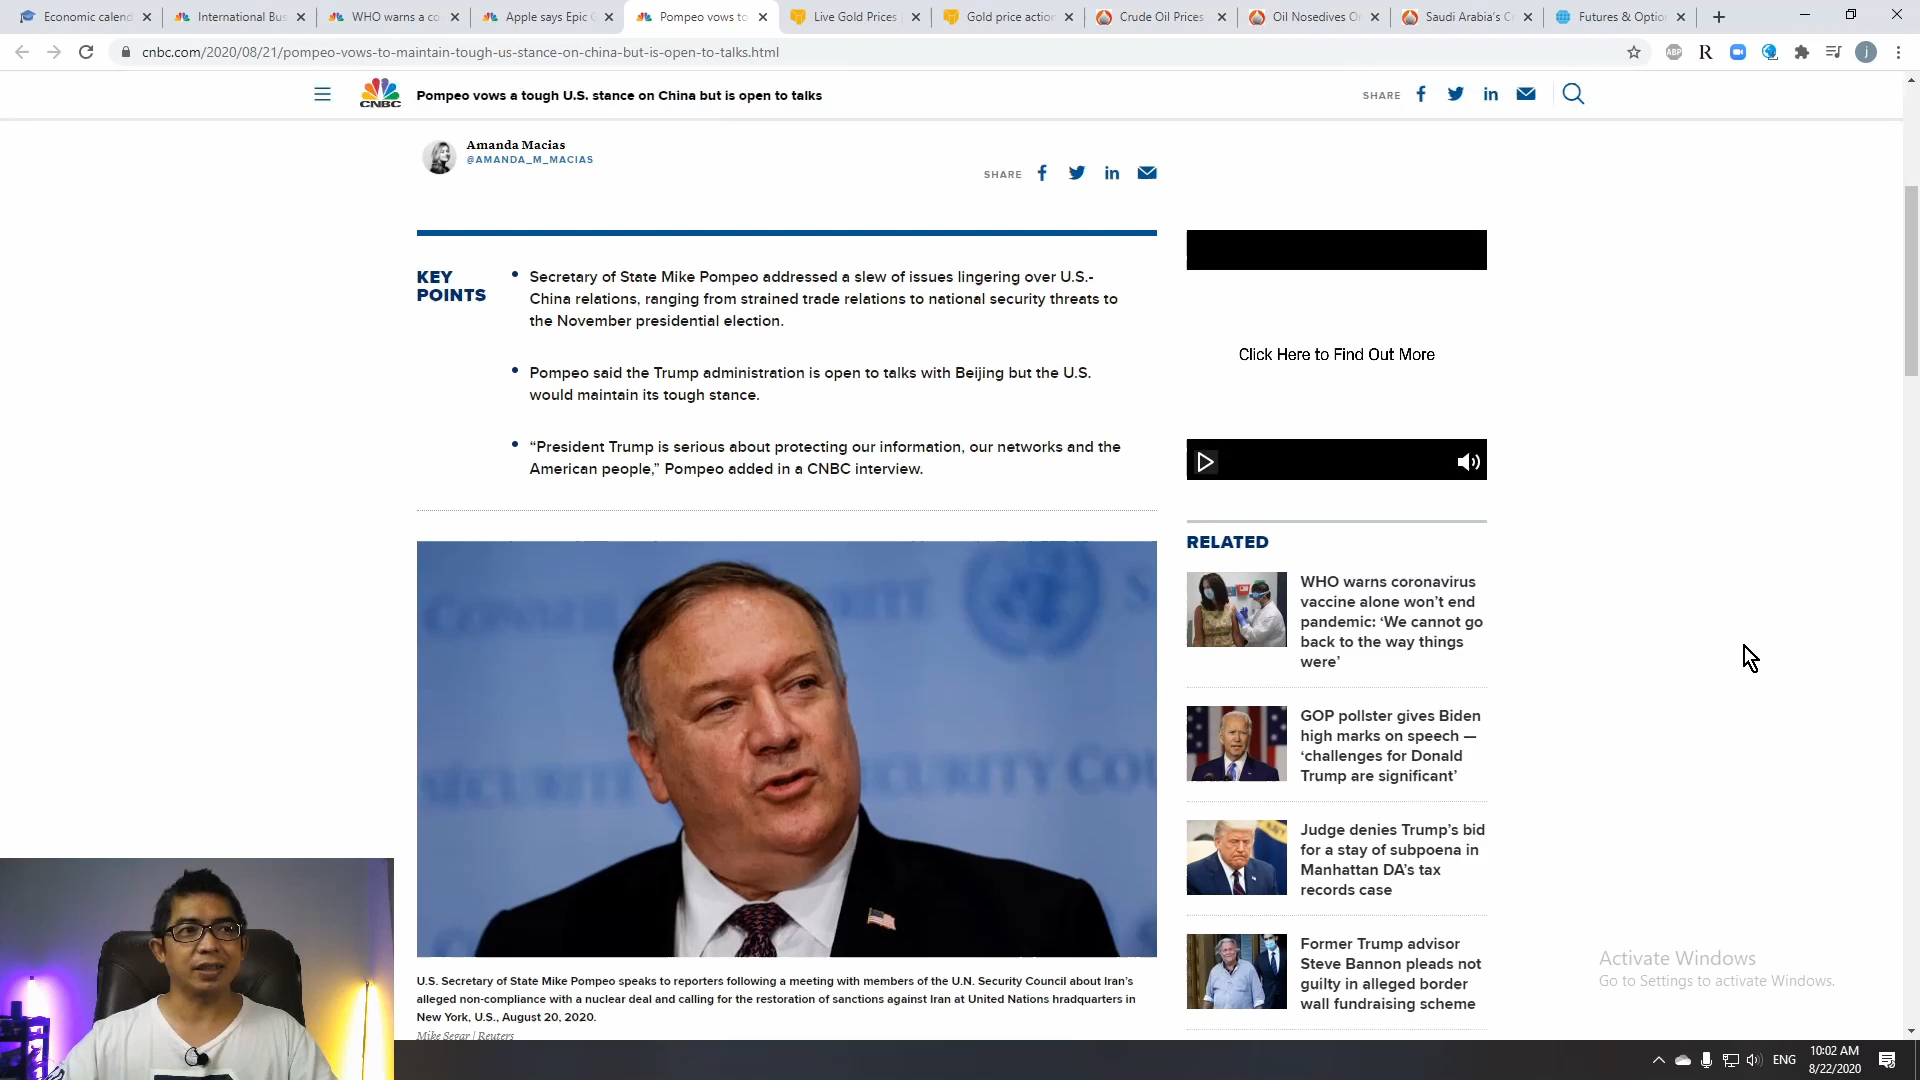 Economic calend
International Bus
WHO warns a co
Apple says Epic
Pompeo vows to
Live Gold Prices
Gold price action
Crude Oil Prices
Oil Nosedives O
Saudi Arabia's C
Futures & Optio
cnbc.com/2020/08/21/pompeo-vows-to-maintain-tough-us-stance-on-china-but-is-open-to-talks.html
ABP
R
j
CNBC
Pompeo vows a tough U.S. stance on China but is open to talks
SHARE
Amanda Macias
@AMANDA_M_MACIAS
SHARE
KEY
POINTS
Secretary of State Mike Pompeo addressed a slew of issues lingering over U.S.-
China relations, ranging from strained trade relations to national security threats to
the November presidential election.
Pompeo said the Trump administration is open to talks with Beijing but the U.S.
would maintain its tough stance.
“President Trump is serious about protecting our information, our networks and the
American people,” Pompeo added in a CNBC interview.
Click Here to Find Out More
RELATED
WHO warns coronavirus
vaccine alone won’t end
pandemic: ‘We cannot go
back to the way things
were’
GOP pollster gives Biden
high marks on speech —
‘challenges for Donald
Trump are significant’
Judge denies Trump’s bid
for a stay of subpoena in
Manhattan DA’s tax
records case
Former Trump advisor
Steve Bannon pleads not
guilty in alleged border
wall fundraising scheme
U.S. Secretary of State Mike Pompeo speaks to reporters following a meeting with members of the U.N. Security Council about Iran’s
alleged non-compliance with a nuclear deal and calling for the restoration of sanctions against Iran at United Nations hradquarters in
New York, U.S., August 20, 2020.
Mike Segar | Reuters
Activate Windows
Go to Settings to activate Windows.
ENG
10:02 AM
8/22/2020